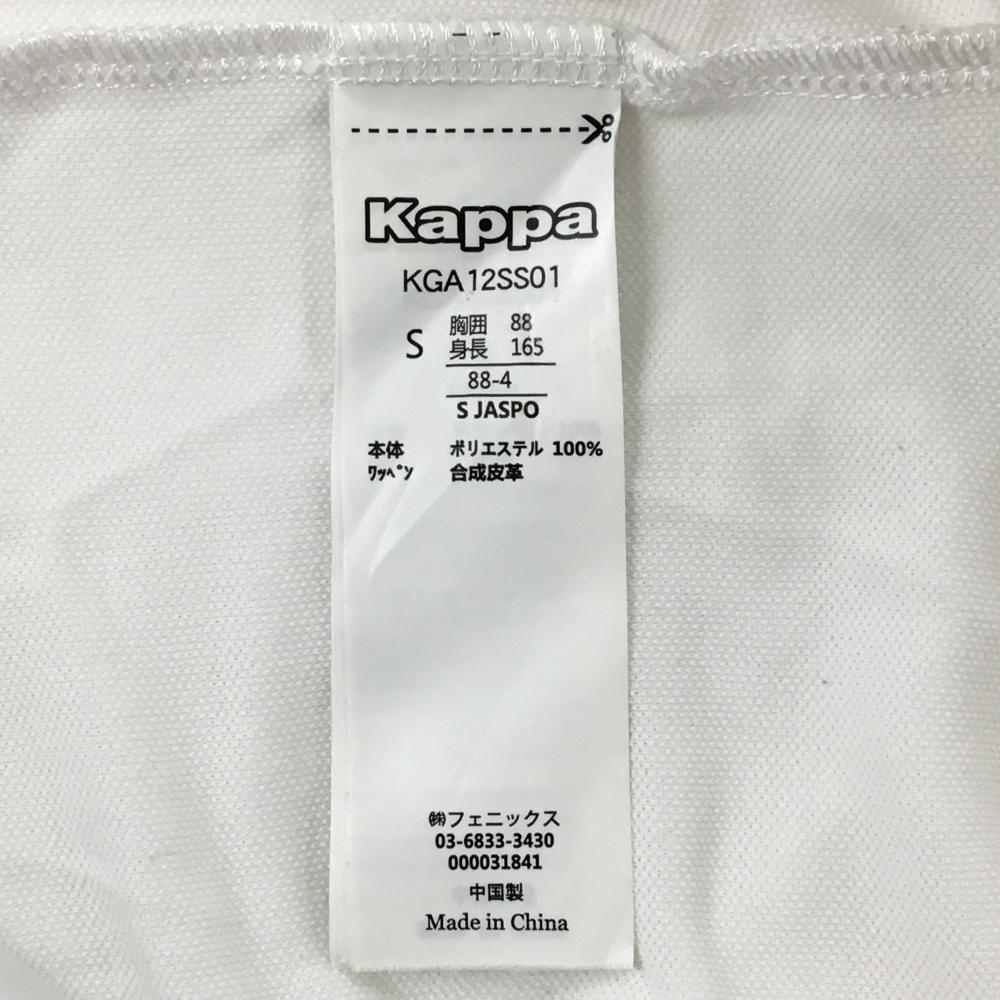 Kappa
KGA12SS01
S 胸囲 88
身長 165
88-4
S JASPO
本体 ポリエステル 100%
ﾜｯﾍﾟﾝ 合成皮革
㈱フェニックス
03-6833-3430
000031841
中国製
Made in China